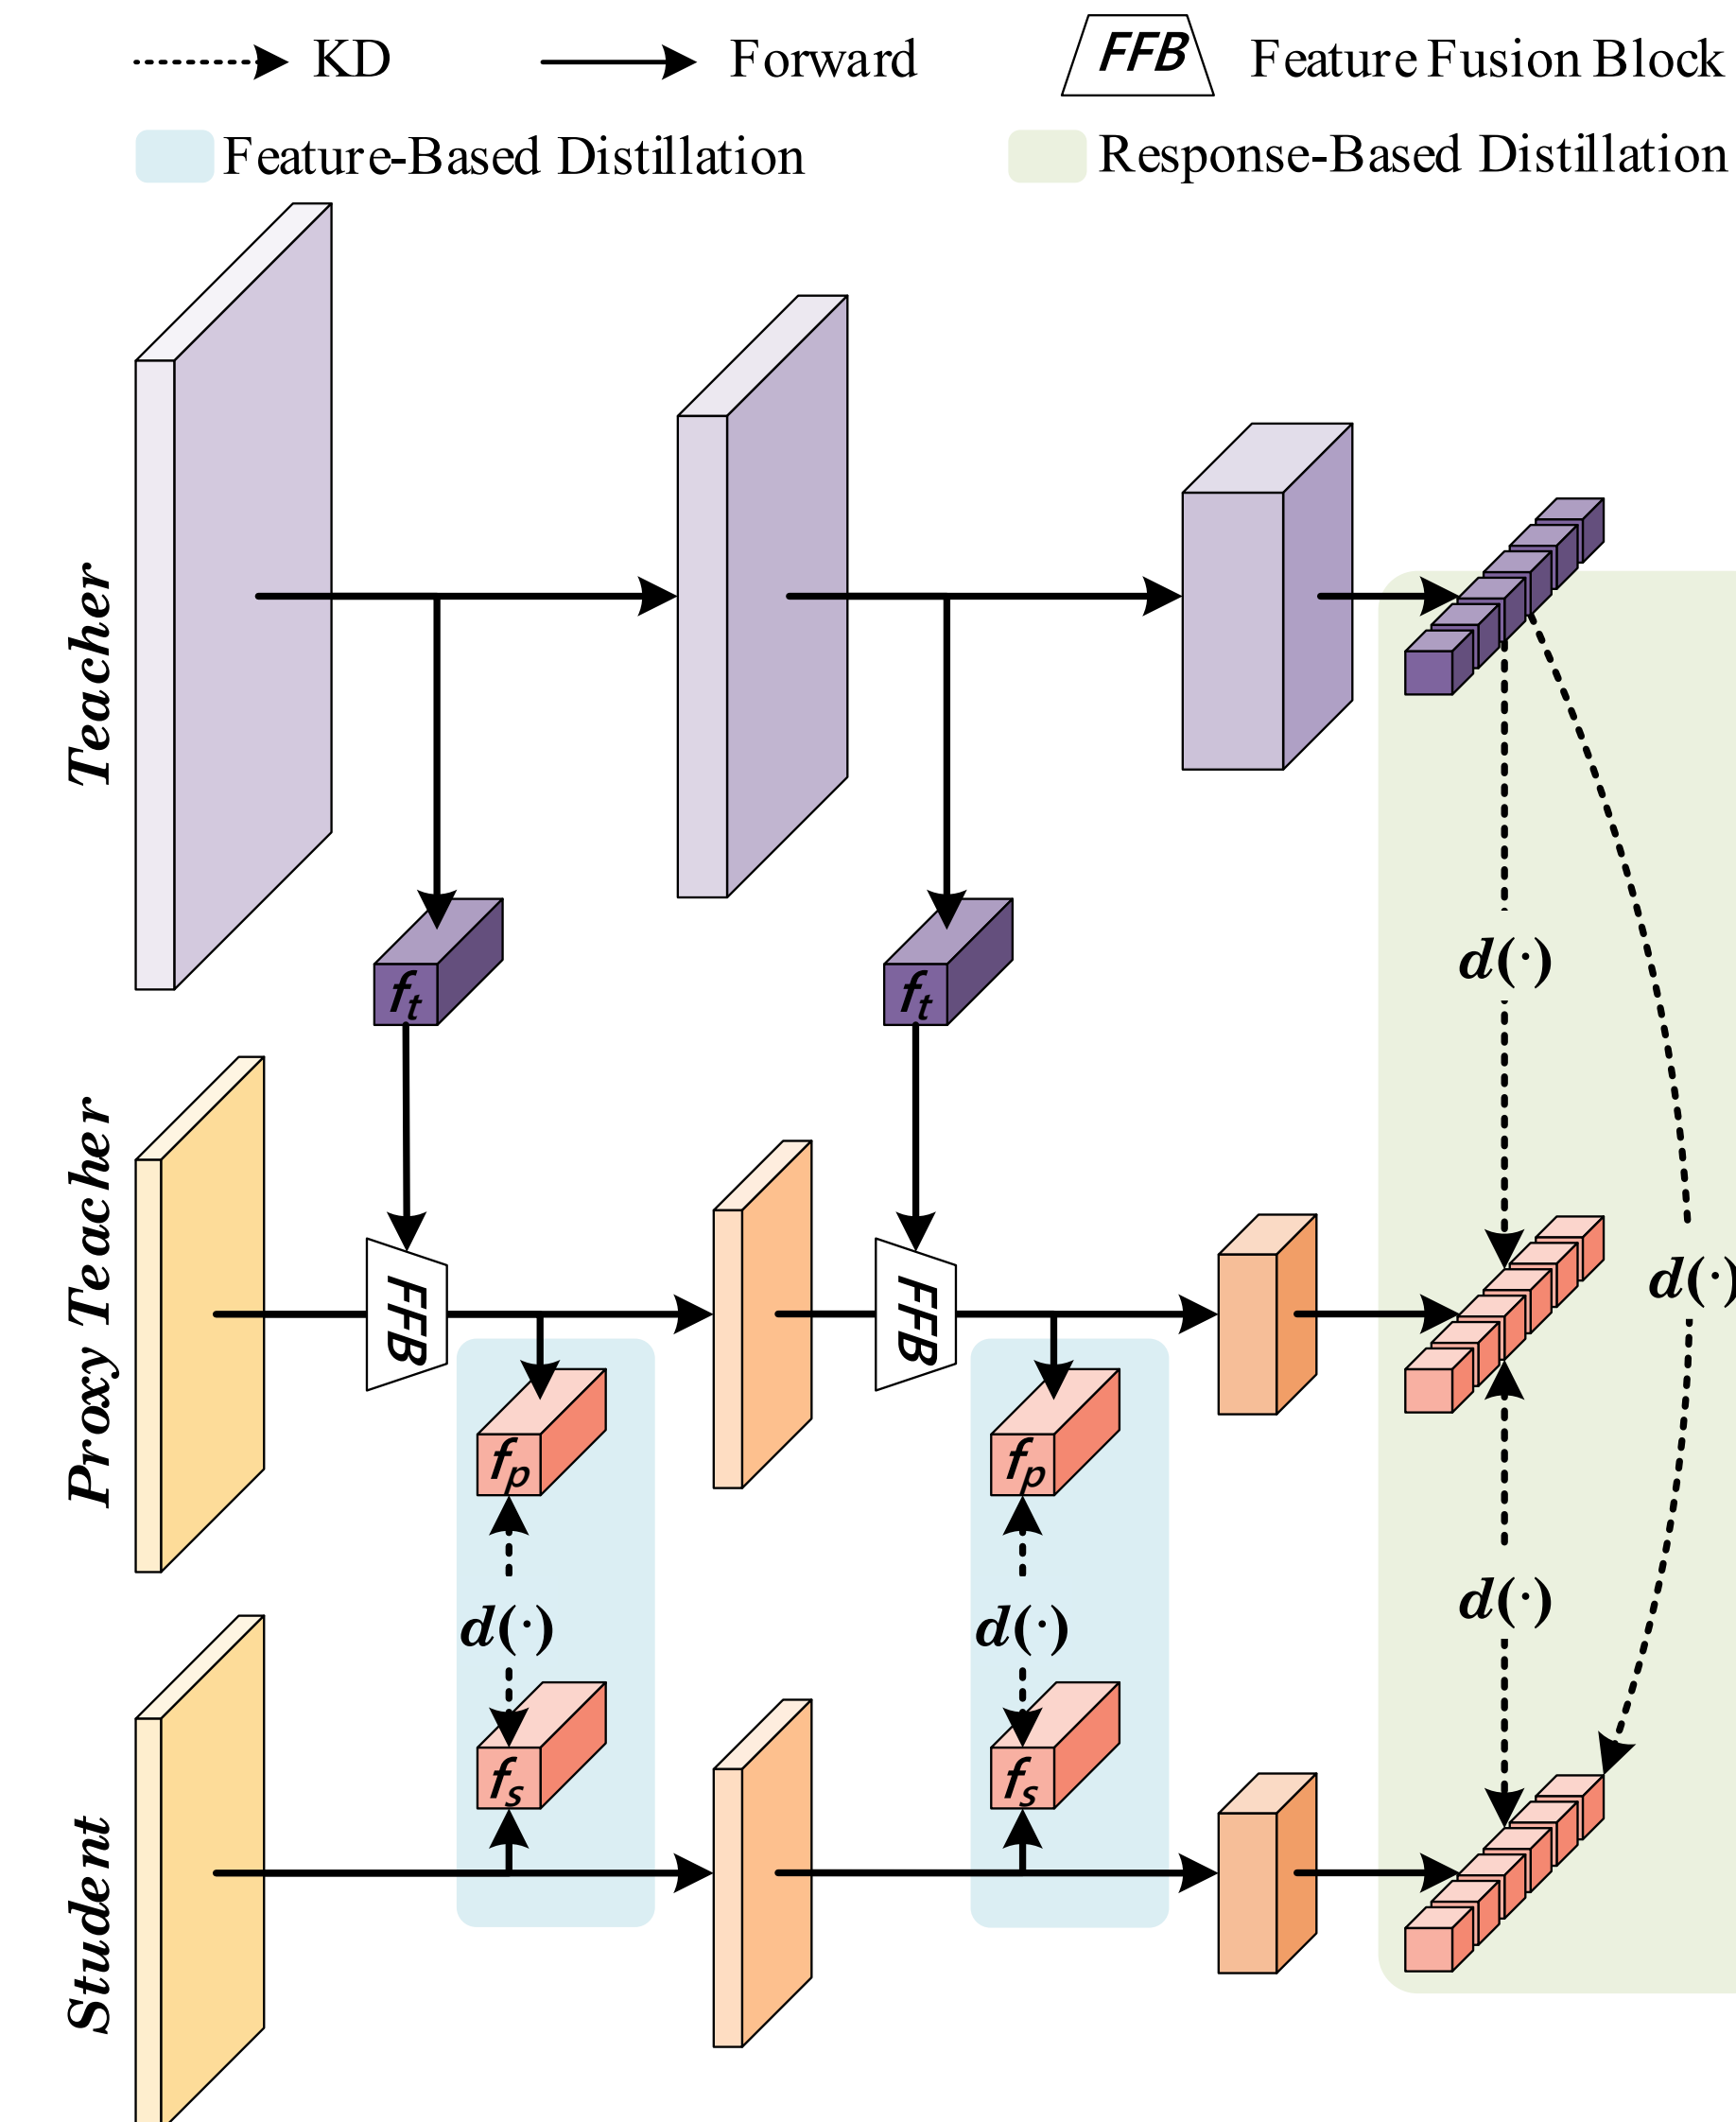 KD Forward FFB Feature Fusion Block
Feature-Based Distillation Response-Based Distillation
Teacher
f_t f_t
d(·)
Proxy Teacher
FFB FFB
d(·)
f_p f_p
d(·) d(·) d(·)
f_s f_s
Student